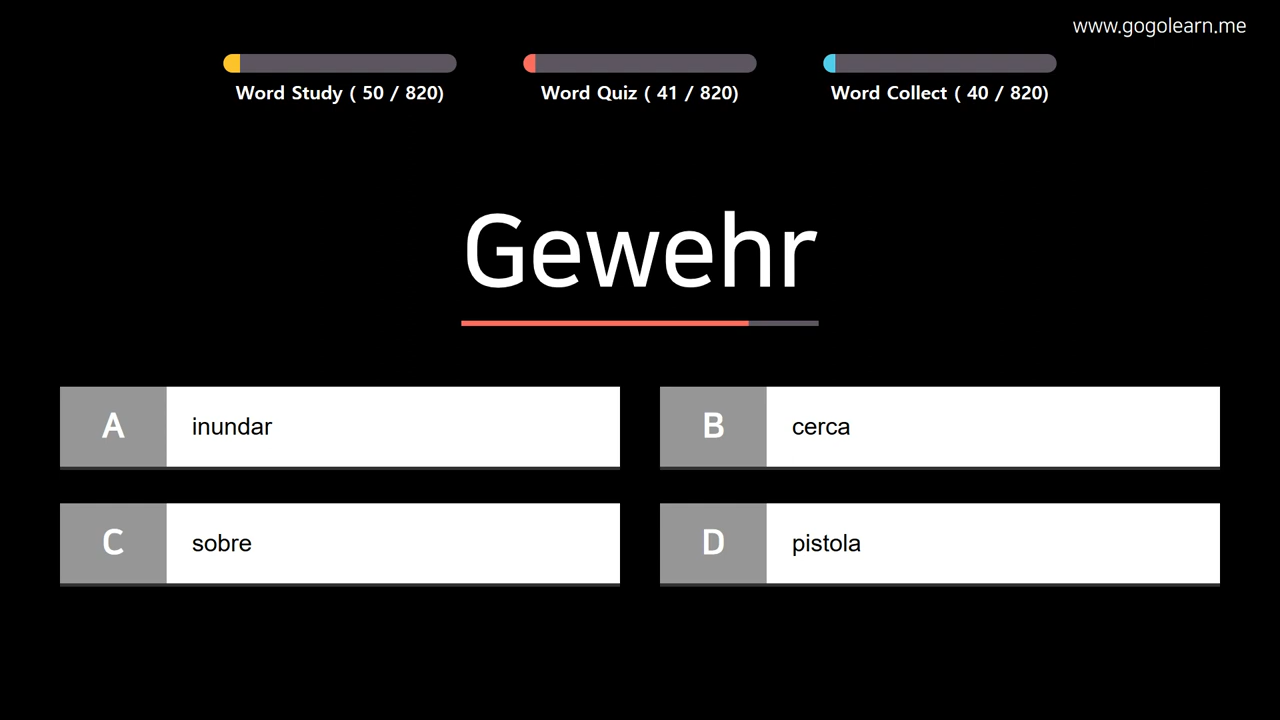 www.gogolearn.me
Word Study ( 50 / 820)
Word Quiz ( 41 / 820)
Word Collect ( 40 / 820)
Gewehr
A inundar
B cerca
C sobre
D pistola